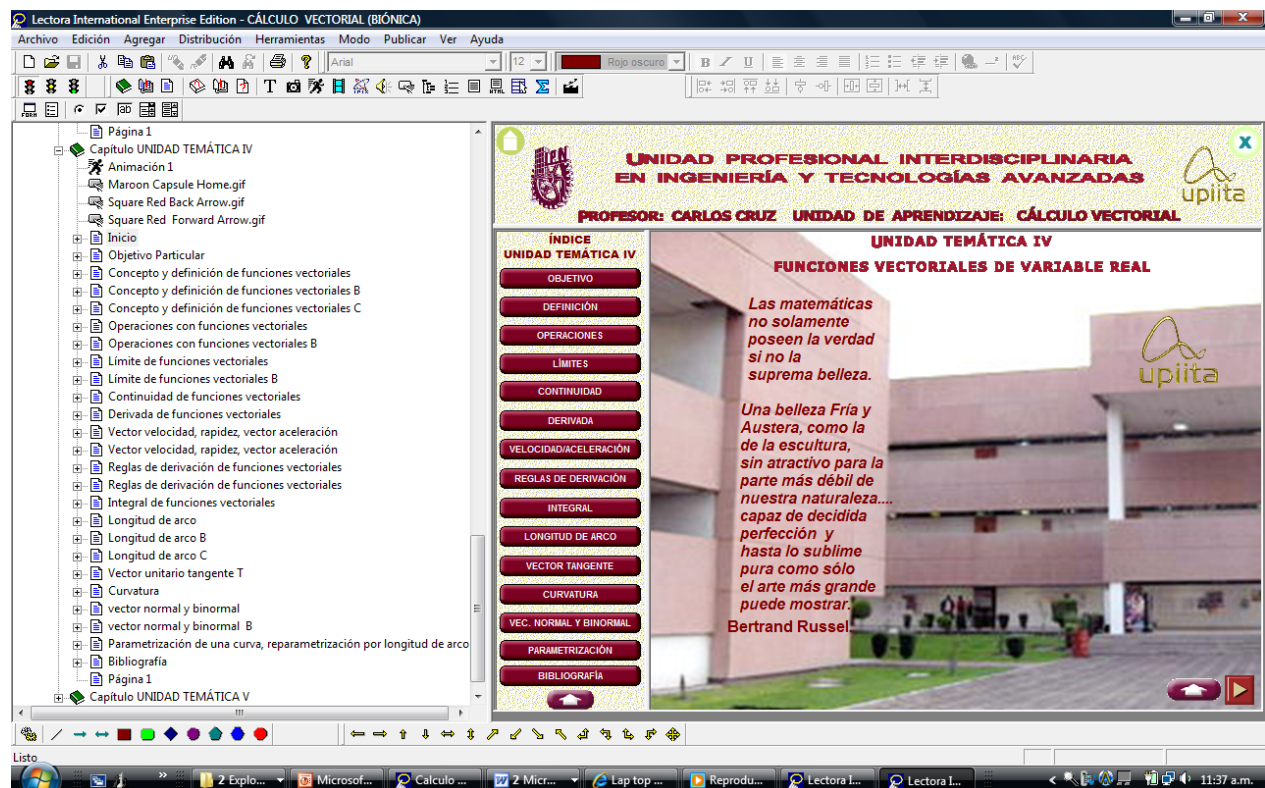 Lectora International Enterprise Edition - CÁLCULO VECTORIAL (BIÓNICA)
Archivo Edición Agregar Distribución Herramientas Modo Publicar Ver Ayuda
Arial 12 Rojo oscuro B Z U
Página 1
Capítulo UNIDAD TEMÁTICA IV
Animación 1
Maroon Capsule Home.gif
Square Red Back Arrow.gif
Square Red Forward Arrow.gif
Inicio
Objetivo Particular
Concepto y definición de funciones vectoriales
Concepto y definición de funciones vectoriales B
Concepto y definición de funciones vectoriales C
Operaciones con funciones vectoriales
Operaciones con funciones vectoriales B
Límite de funciones vectoriales
Límite de funciones vectoriales B
Continuidad de funciones vectoriales
Derivada de funciones vectoriales
Vector velocidad, rapidez, vector aceleración
Vector velocidad, rapidez, vector aceleración
Reglas de derivación de funciones vectoriales
Reglas de derivación de funciones vectoriales
Integral de funciones vectoriales
Longitud de arco
Longitud de arco B
Longitud de arco C
Vector unitario tangente T
Curvatura
vector normal y binormal
vector normal y binormal B
Parametrización de una curva, reparametrización por longitud de arco
Bibliografía
Página 1
Capítulo UNIDAD TEMÁTICA V
IPN
UNIDAD PROFESIONAL INTERDISCIPLINARIA
EN INGENIERÍA Y TECNOLOGÍAS AVANZADAS
upiita
PROFESOR: CARLOS CRUZ UNIDAD DE APRENDIZAJE: CÁLCULO VECTORIAL
ÍNDICE
UNIDAD TEMÁTICA IV
OBJETIVO
DEFINICIÓN
OPERACIONES
LÍMITES
CONTINUIDAD
DERIVADA
VELOCIDAD/ACELERACIÓN
REGLAS DE DERIVACIÓN
INTEGRAL
LONGITUD DE ARCO
VECTOR TANGENTE
CURVATURA
VEC. NORMAL Y BINORMAL
PARAMETRIZACIÓN
BIBLIOGRAFÍA
UNIDAD TEMÁTICA IV
FUNCIONES VECTORIALES DE VARIABLE REAL
Las matemáticas
no solamente
poseen la verdad
si no la
suprema belleza.
Una belleza Fría y
Austera, como la
de la escultura,
sin atractivo para la
parte más débil de
nuestra naturaleza....
capaz de decidida
perfección y
hasta lo sublime
pura como sólo
el arte más grande
puede mostrar.
Bertrand Russel.
upiita
Listo
2 Explo... Microsof... Calculo ... 2 Micr... Lap top ... Reprodu... Lectora I... Lectora I... 11:37 a.m.